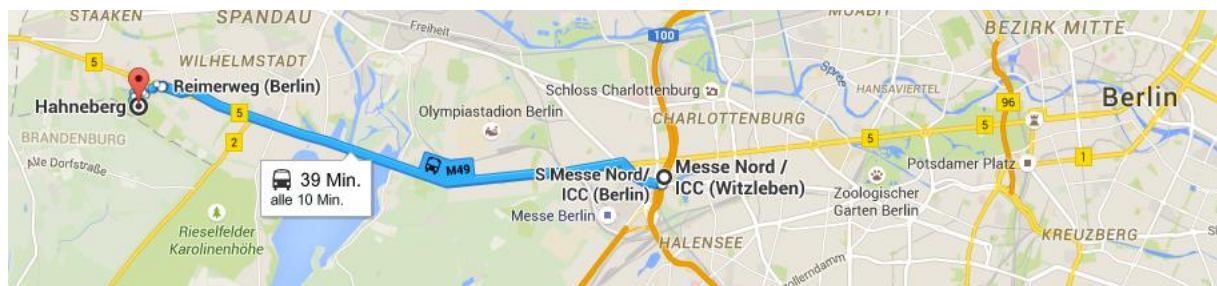 STAAKEN
SPANDAU
Freiheit
100
MOABIT
BEZIRK MITTE
5
WILHELMSTADT
Reimerweg (Berlin)
Hahneberg
5
2
Olympiastadion Berlin
Schloss Charlottenburg
Spree
HANSAVIERTEL
96
Berlin
CHARLOTTENBURG
5
5
BRANDENBURG
Alte Dorfstraße
39 Min.
alle 10 Min.
M49
S Messe Nord/
ICC (Berlin)
Messe Nord /
ICC (Witzleben)
Potsdamer Platz
1
Zoologischer
Garten Berlin
Messe Berlin
Rieselfelder
Karolinenhöhe
HALENSEE
KREUZBERG